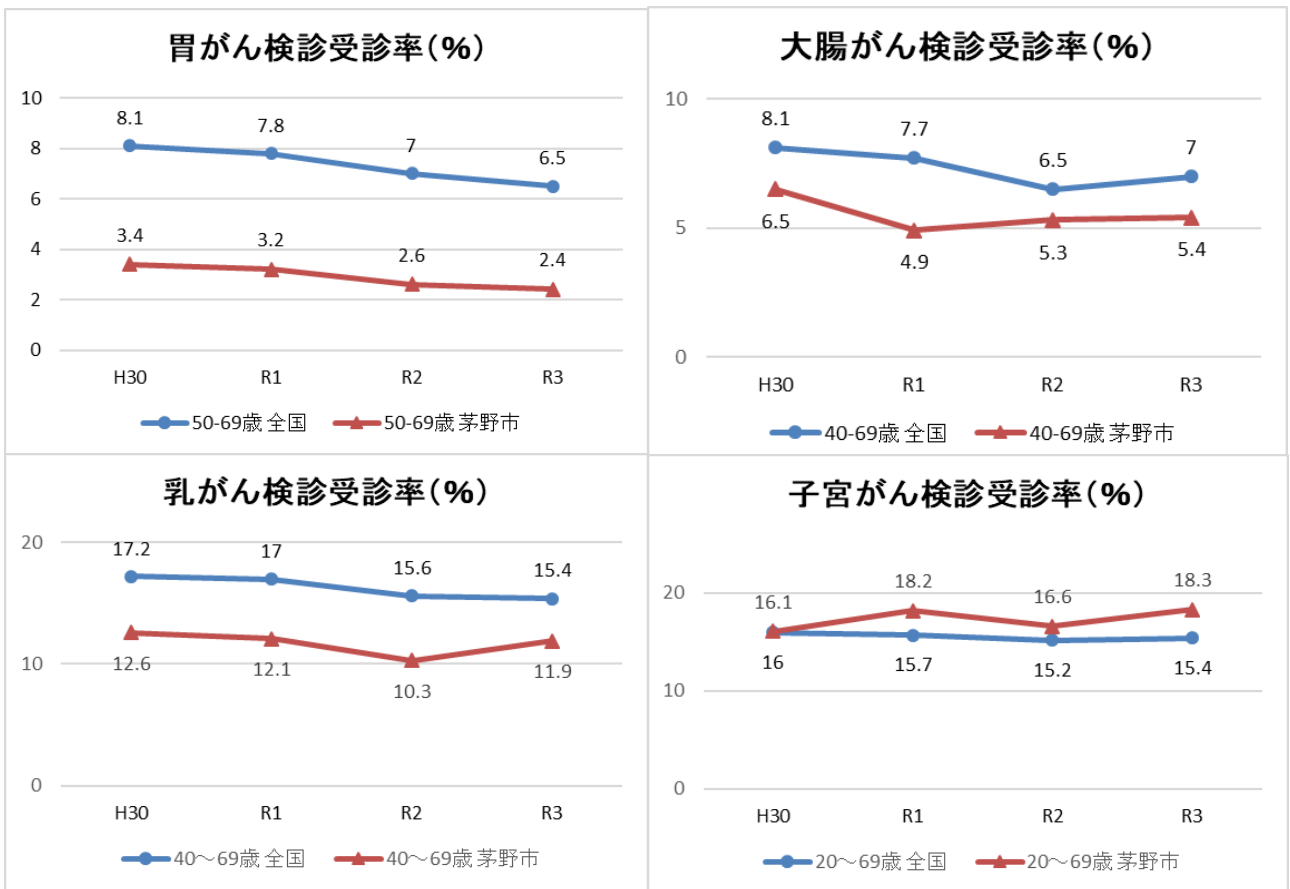 胃がん検診受診率(%)
10
8
6
4
2
0
8.1
7.8
7
6.5
3.4
3.2
2.6
2.4
H30
R1
R2
R3
50-69歳 全国
50-69歳 茅野市
大腸がん検診受診率(%)
10
5
0
8.1
7.7
6.5
7
6.5
4.9
5.3
5.4
H30
R1
R2
R3
40-69歳 全国
40-69歳 茅野市
乳がん検診受診率(%)
20
10
0
17.2
17
15.6
15.4
12.6
12.1
10.3
11.9
H30
R1
R2
R3
40～69歳 全国
40～69歳 茅野市
子宮がん検診受診率(%)
20
10
0
16.1
18.2
16.6
18.3
16
15.7
15.2
15.4
H30
R1
R2
R3
20～69歳 全国
20～69歳 茅野市